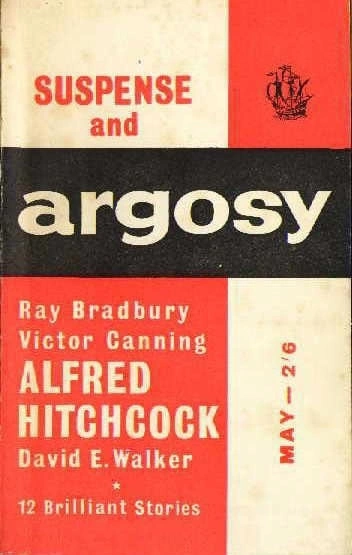 SUSPENSE
and
argosy
Ray Bradbury
Victor Canning
ALFRED
HITCHCOCK
David E. Walker
★
12 Brilliant Stories
MAY — 2'6